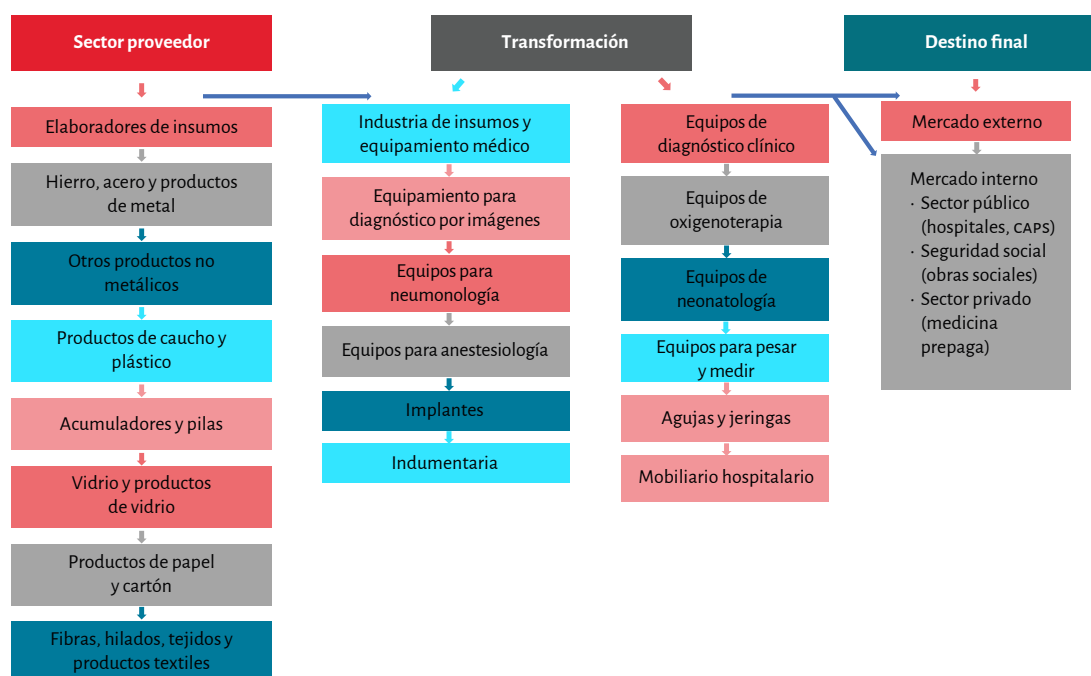 Sector proveedor
Elaboradores de insumos
Hierro, acero y productos
de metal
Otros productos no
metálicos
Productos de caucho y
plástico
Acumuladores y pilas
Vidrio y productos
de vidrio
Productos de papel
y cartón
Fibras, hilados, tejidos y
productos textiles
Transformación
Industria de insumos y
equipamiento médico
Equipamiento para
diagnóstico por imágenes
Equipos para
neumonología
Equipos para anestesiología
Implantes
Indumentaria
Equipos de
diagnóstico clínico
Equipos de
oxigenoterapia
Equipos de
neonatología
Equipos para pesar
y medir
Agujas y jeringas
Mobiliario hospitalario
Destino final
Mercado externo
Mercado interno
· Sector público
(hospitales, CAPS)
· Seguridad social
(obras sociales)
· Sector privado
(medicina
prepaga)